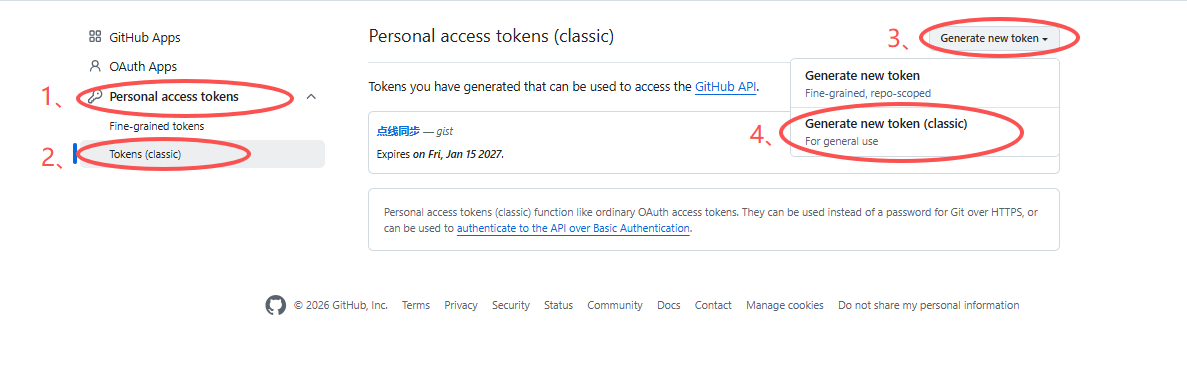 GitHub Apps
OAuth Apps
1、 Personal access tokens
Fine-grained tokens
2、 Tokens (classic)
Personal access tokens (classic)
3、 Generate new token
Generate new token
Fine-grained, repo-scoped
4、 Generate new token (classic)
For general use
Tokens you have generated that can be used to access the GitHub API.
点线同步 — gist
Expires on Fri, Jan 15 2027.
Personal access tokens (classic) function like ordinary OAuth access tokens. They can be used instead of a password for Git over HTTPS, or
can be used to authenticate to the API over Basic Authentication.
© 2026 GitHub, Inc. Terms Privacy Security Status Community Docs Contact Manage cookies Do not share my personal information